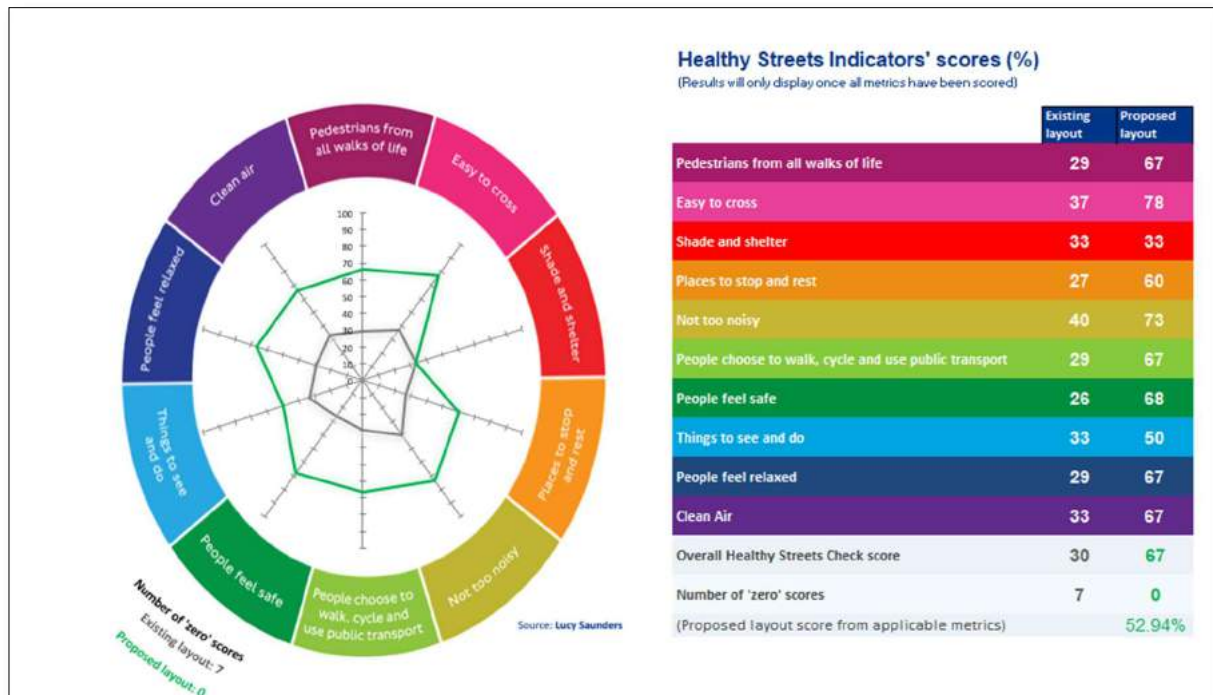 Pedestrians from
all walks of life
Easy to cross
Shade and shelter
Places to stop
and rest
Not too noisy
People choose to
walk, cycle and
use public transport
People feel safe
Things to see
and do
People feel relaxed
Clean air
100
90
80
70
60
50
40
30
20
10
0
Number of 'zero' scores
Existing layout: 7
Proposed layout: 0
Source: Lucy Saunders
Healthy Streets Indicators' scores (%)
(Results will only display once all metrics have been scored)
Existing layout Proposed layout
Pedestrians from all walks of life 29 67
Easy to cross 37 78
Shade and shelter 33 33
Places to stop and rest 27 60
Not too noisy 40 73
People choose to walk, cycle and use public transport 29 67
People feel safe 26 68
Things to see and do 33 50
People feel relaxed 29 67
Clean Air 33 67
Overall Healthy Streets Check score 30 67
Number of 'zero' scores 7 0
(Proposed layout score from applicable metrics) 52.94%